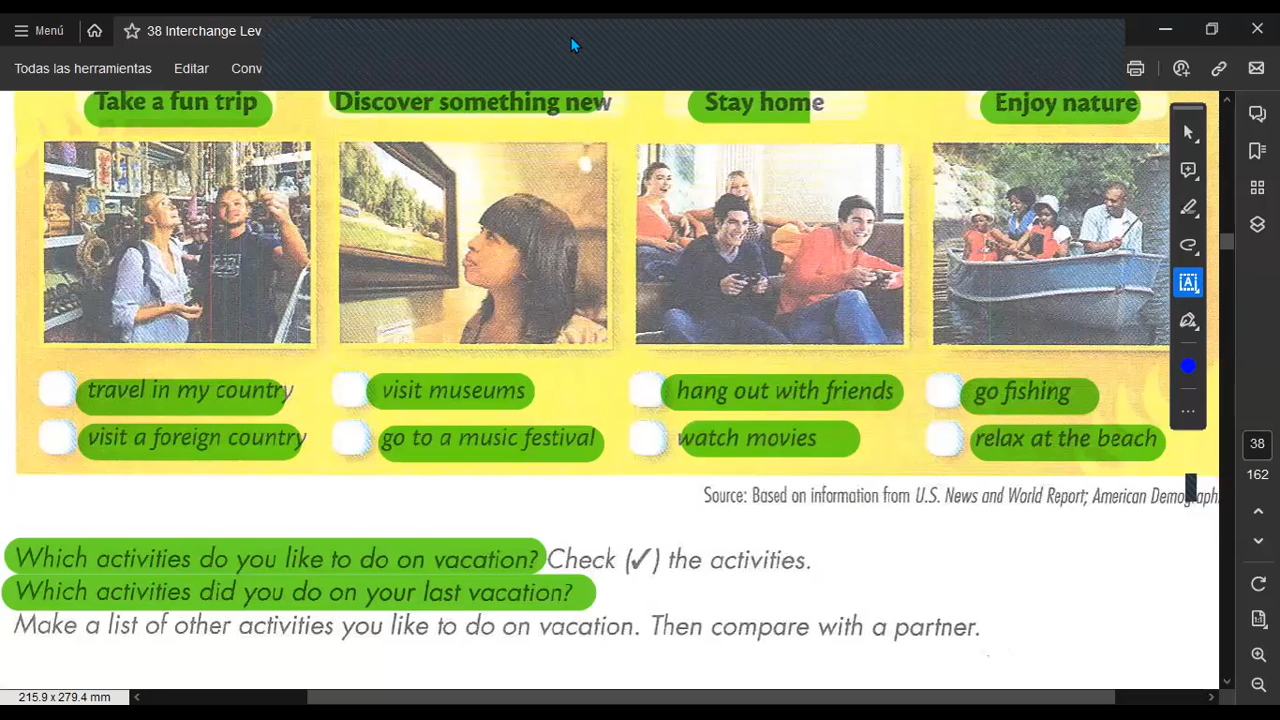 Menú
38 Interchange Lev
Todas las herramientas
Editar
Conv
Take a fun trip
Discover something new
Stay home
Enjoy nature
travel in my country
visit museums
hang out with friends
go fishing
visit a foreign country
go to a music festival
watch movies
relax at the beach
Source: Based on information from U.S. News and World Report; American Demograph
Which activities do you like to do on vacation? Check (✓) the activities.
Which activities did you do on your last vacation?
Make a list of other activities you like to do on vacation. Then compare with a partner.
38
162
215.9 x 279.4 mm